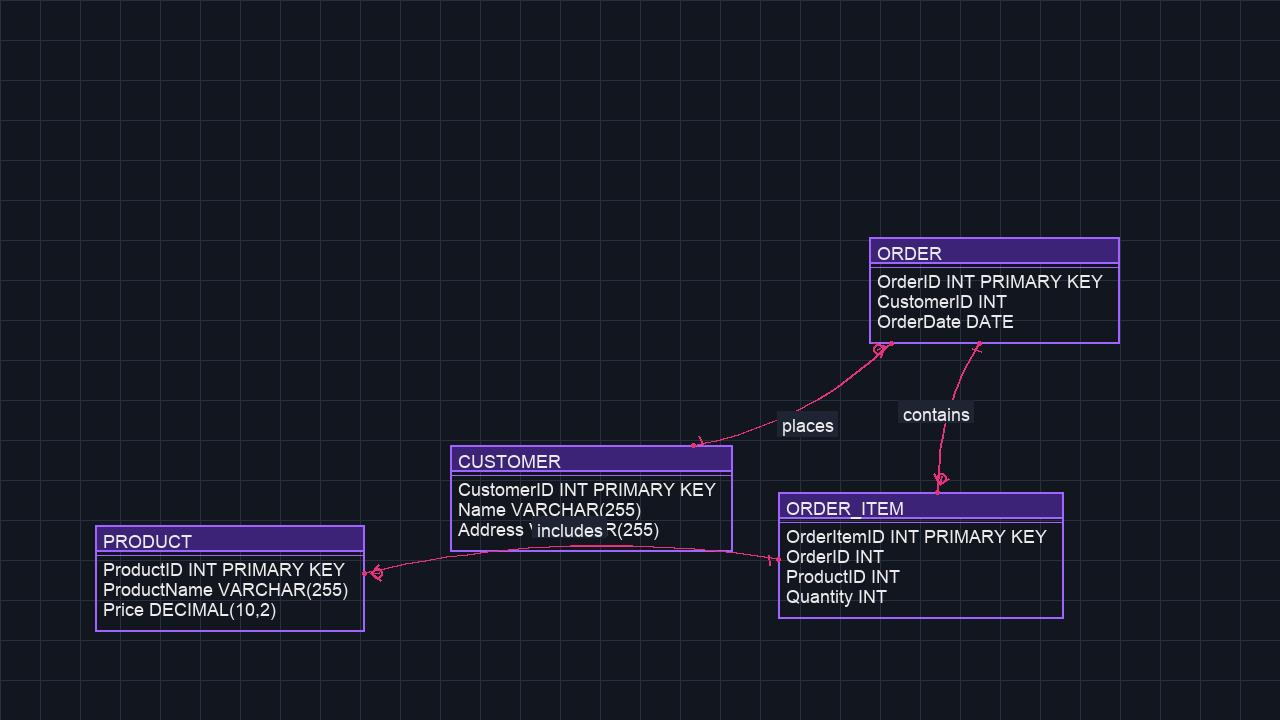 ORDER
OrderID INT PRIMARY KEY
CustomerID INT
OrderDate DATE
places
contains
CUSTOMER
CustomerID INT PRIMARY KEY
Name VARCHAR(255)
Address
includes
R(255)
ORDER_ITEM
OrderItemID INT PRIMARY KEY
OrderID INT
ProductID INT
Quantity INT
PRODUCT
ProductID INT PRIMARY KEY
ProductName VARCHAR(255)
Price DECIMAL(10,2)